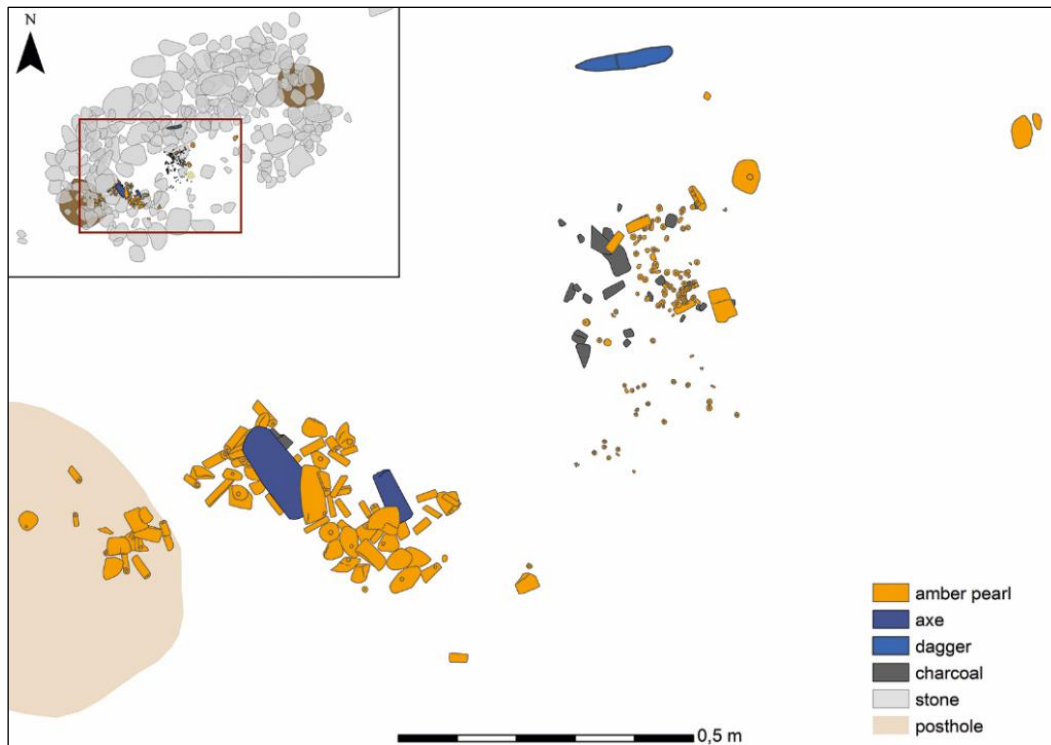 N
amber pearl
axe
dagger
charcoal
stone
posthole
0,5 m